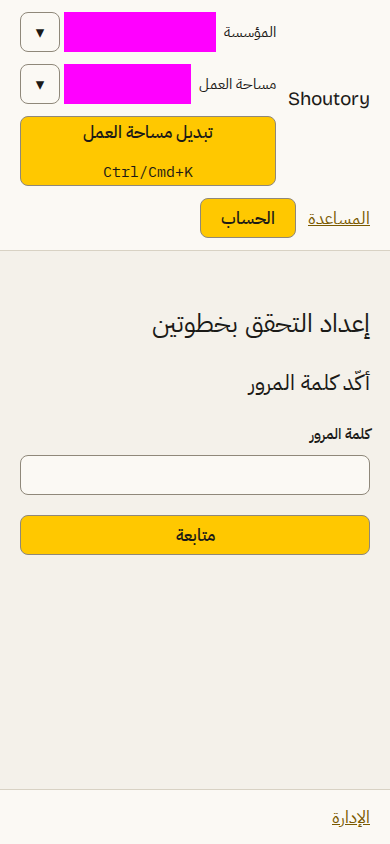 Shoutory
المؤسسة
▼
مساحة العمل
▼
تبديل مساحة العمل
Ctrl/Cmd+K
المساعدة
الحساب
إعداد التحقق بخطوتين
أكّد كلمة المرور
كلمة المرور
متابعة
الإدارة